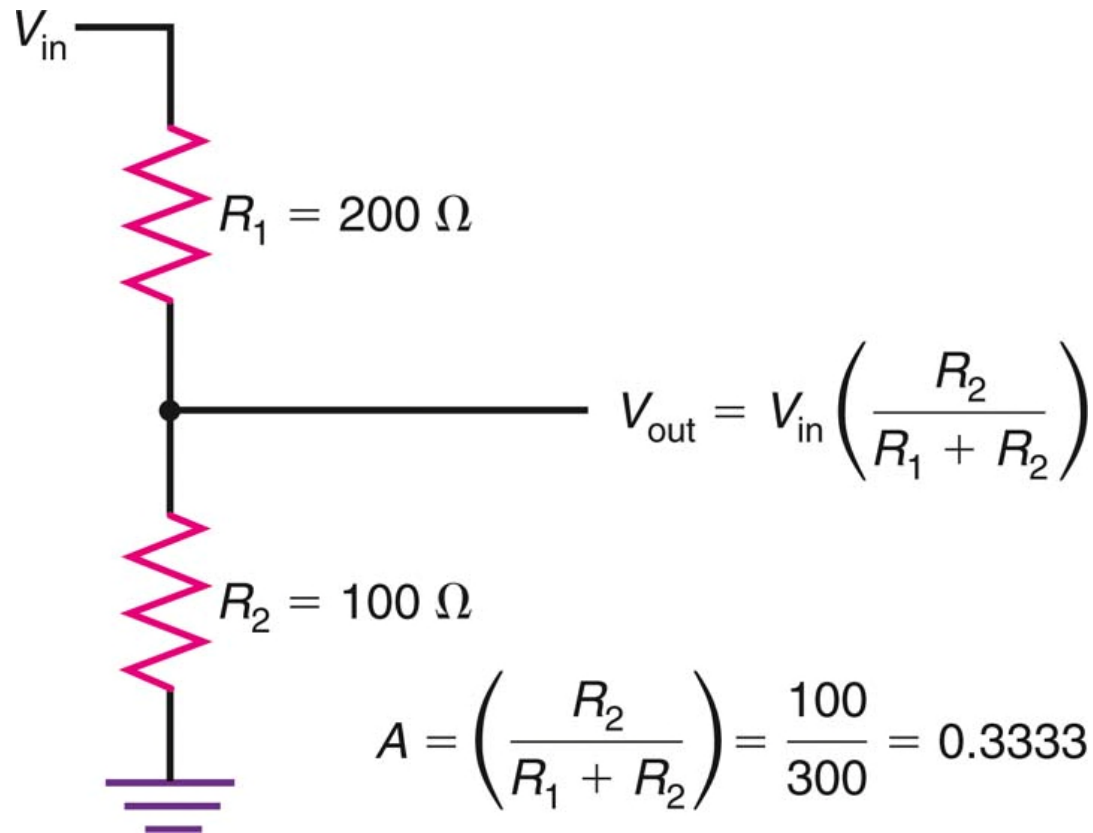 Vin
R1 = 200 Ω
Vout = Vin (R2 / (R1 + R2))
R2 = 100 Ω
A = (R2 / (R1 + R2)) = 100 / 300 = 0.3333